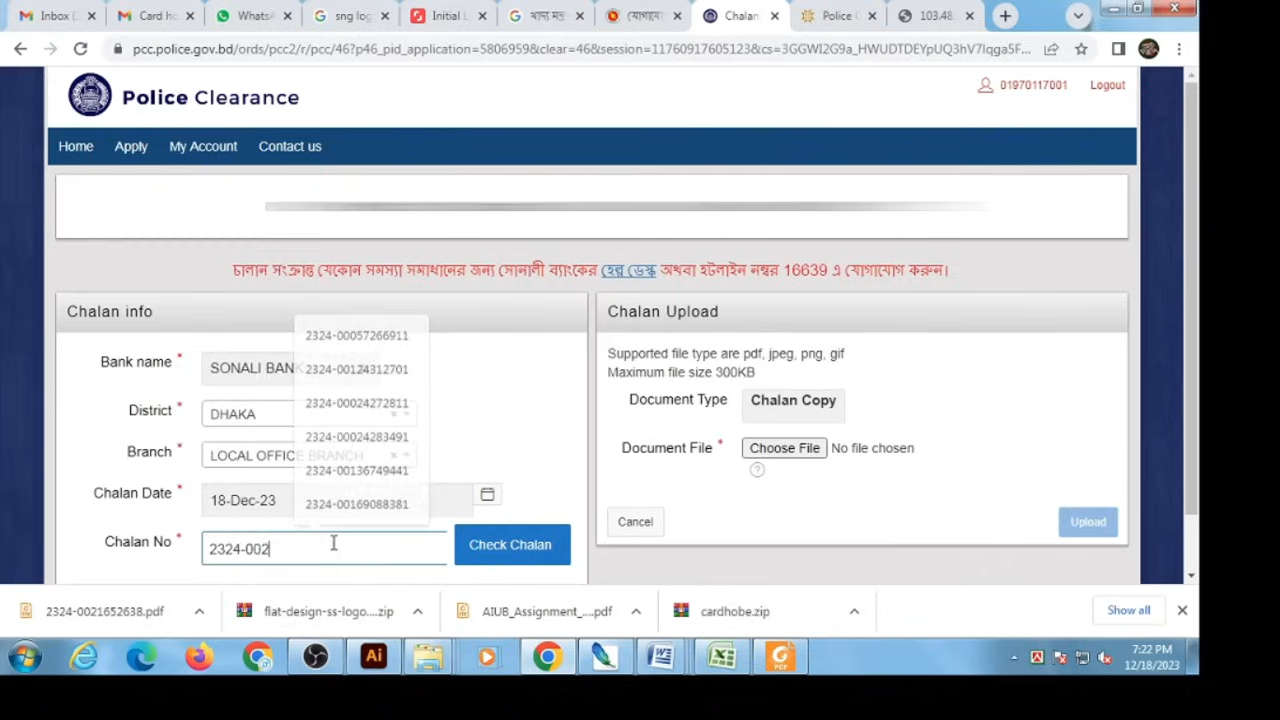 Inbox (
Card ho
WhatsA
sng log
Initial L
খাদ্য মন্ত্র
যোগাযো
Chalan
Police C
103.48.
pcc.police.gov.bd/ords/pcc2/r/pcc/46?p46_pid_application=5806959&clear=46&session=11760917605123&cs=3GGWI2G9a_HWUDTDEYpUQ3hV7Iqga5F...
Police Clearance
01970117001 Logout
Home Apply My Account Contact us
চালান সংক্রান্ত যেকোন সমস্যা সমাধানের জন্য সোনালী ব্যাংকের হেল্প ডেস্ক অথবা হটলাইন নম্বর 16639 এ যোগাযোগ করুন।
Chalan info
Bank name *
SONALI BAN
District *
DHAKA
Branch *
LOCAL OFFICE BRANCH
Chalan Date *
18-Dec-23
Chalan No *
2324-002
Check Chalan
2324-00057266911
2324-00124312701
2324-00024272811
2324-00024283491
2324-00136749441
2324-00169088381
Chalan Upload
Supported file type are pdf, jpeg, png, gif
Maximum file size 300KB
Document Type Chalan Copy
Document File * Choose File No file chosen
?
Cancel Upload
2324-0021652638.pdf
flat-design-ss-logo....zip
AIUB_Assignment_....pdf
cardhobe.zip
Show all
Ai
PDF
7:22 PM
12/18/2023